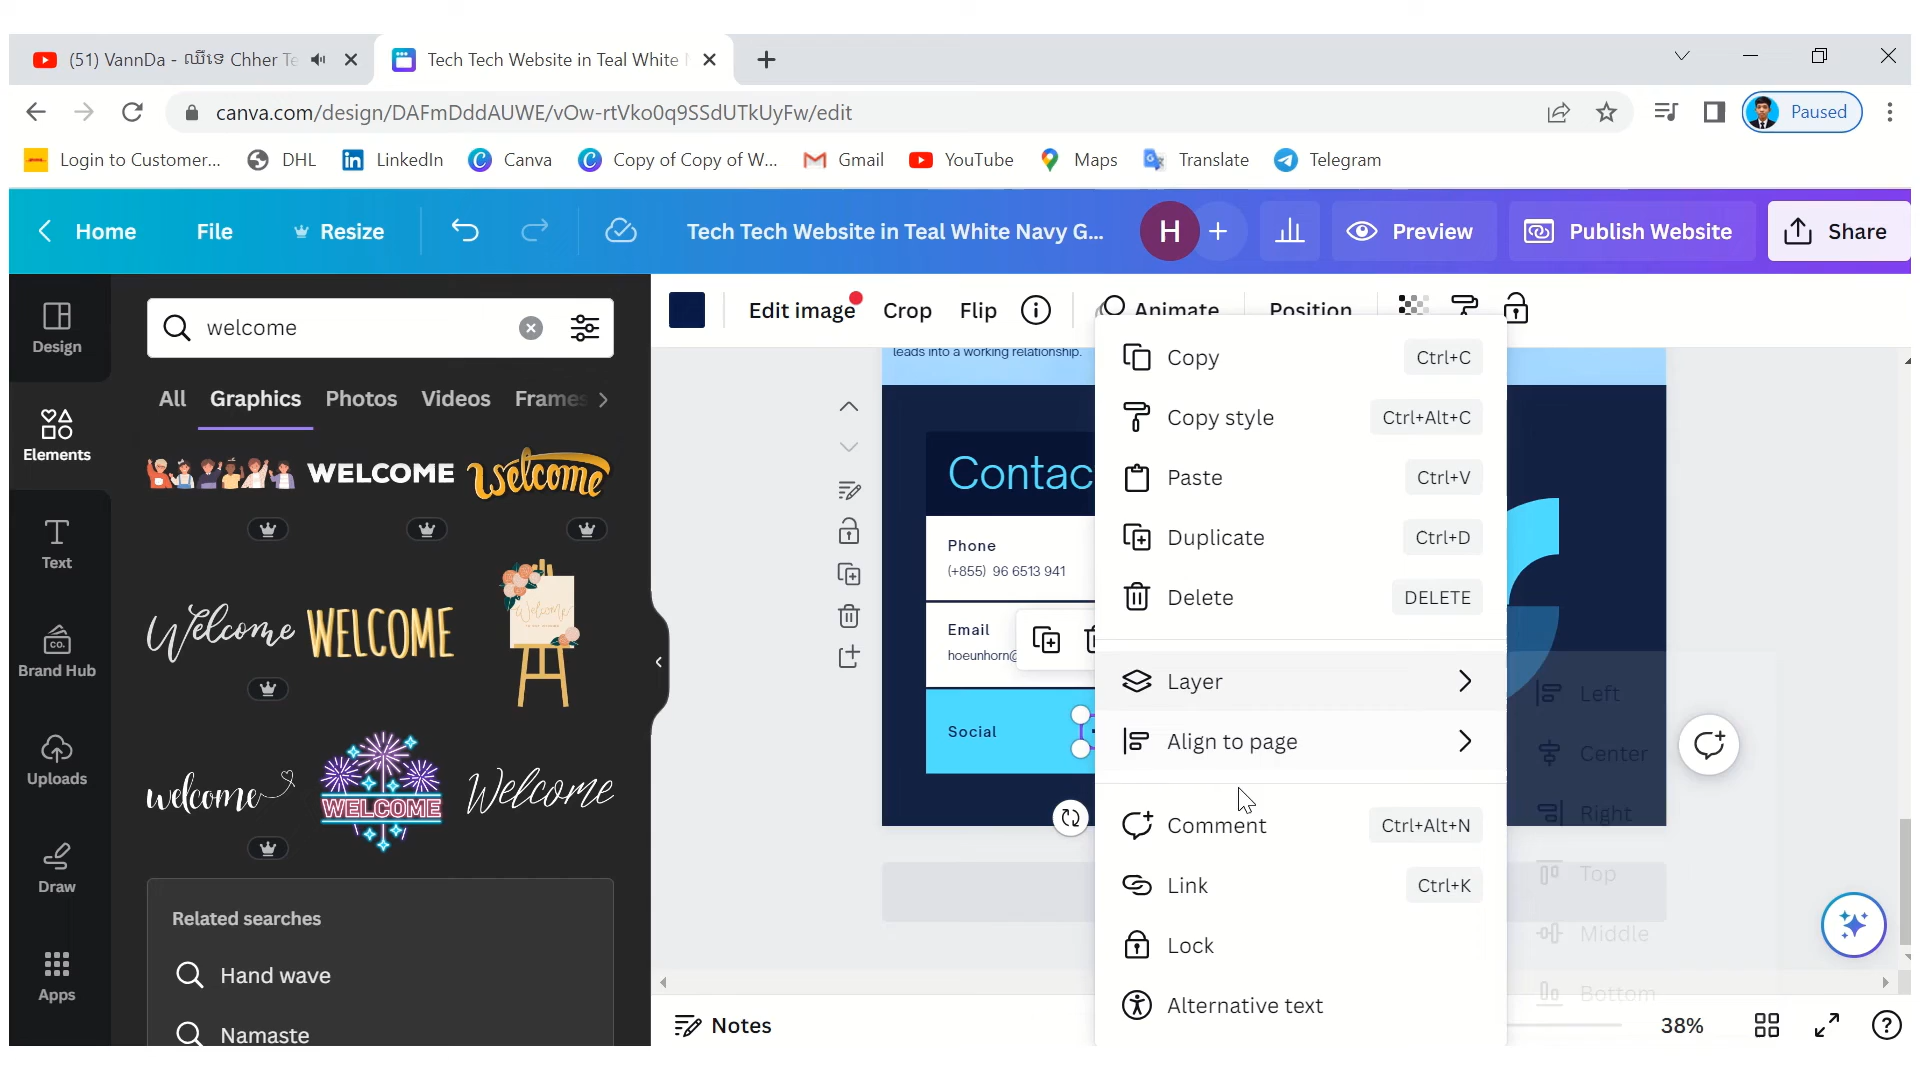 (51) VannDa - ឈឺទេ Chher Te
Tech Tech Website in Teal White
canva.com/design/DAFmDddAUWE/vOw-rtVko0q9SSdUTkUyFw/edit
Paused
Login to Customer...
DHL
LinkedIn
Canva
Copy of Copy of W...
Gmail
YouTube
Maps
Translate
Telegram
Home
File
Resize
Tech Tech Website in Teal White Navy G...
H
Preview
Publish Website
Share
Design
Elements
Text
CO.
Brand Hub
Uploads
Draw
Apps
welcome
All
Graphics
Photos
Videos
Frames
WELCOME
welcome
Welcome
WELCOME
Welcome
welcome
WELCOME
Welcome
Related searches
Hand wave
Namaste
Edit image
Crop
Flip
Animate
Position
leads into a working relationship.
Contac
Phone
(+855) 96 6513 941
Email
hoeunhorn@
Social
Copy Ctrl+C
Copy style Ctrl+Alt+C
Paste Ctrl+V
Duplicate Ctrl+D
Delete DELETE
Layer
Align to page
Comment Ctrl+Alt+N
Link Ctrl+K
Lock
Alternative text
Left
Center
Right
Top
Middle
Bottom
Notes
38%